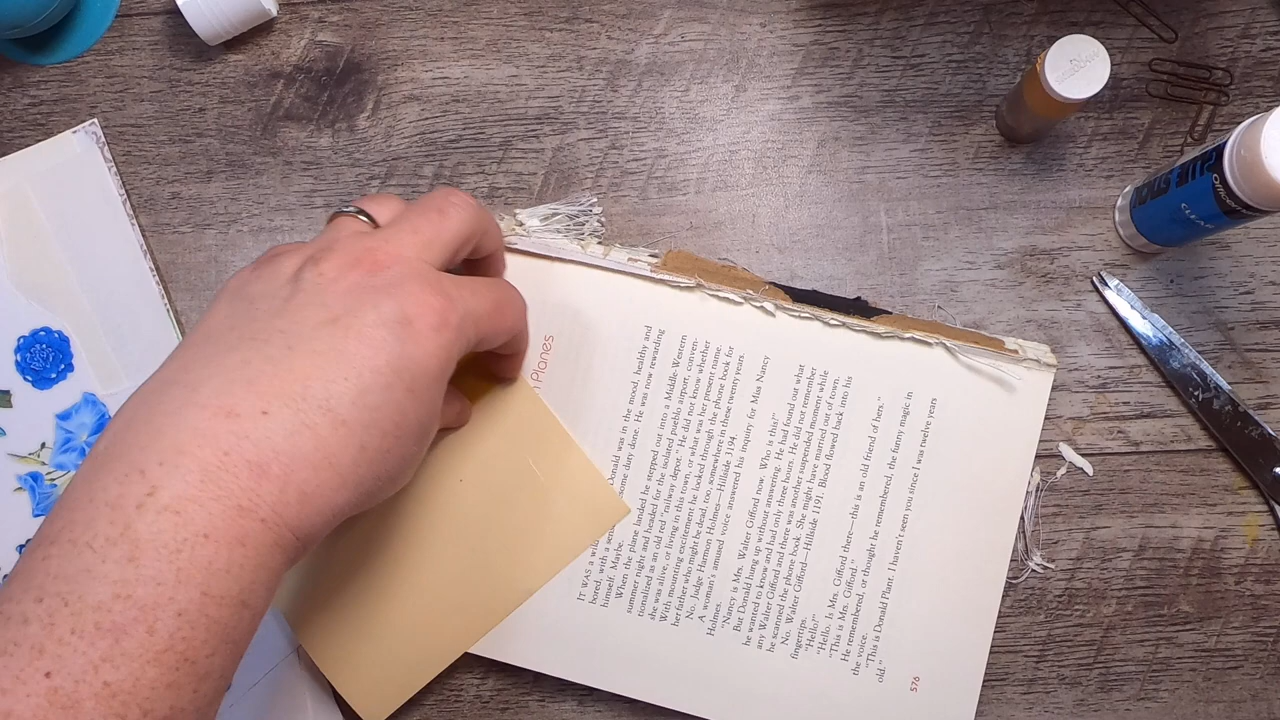 n Planes
IT WAS a wi
Donald was in the mood, healthy and
bored, with a sen
some duty done. He was now rewarding
himself. Maybe.
When the plane landed he stepped out into a Middle-Western
summer night and headed for the isolated pueblo airport, conven-
tionalized as an old red "railway depot." He did not know whether
she was alive, or living in this town, or what was her present name.
With mounting excitement he looked through the phone book for
her father who might be dead, too, somewhere in these twenty years.
No. Judge Harmon Holmes—Hillside 3194.
A woman's amused voice answered his inquiry for Miss Nancy
Holmes.
"Nancy is Mrs. Walter Gifford now. Who is this?"
But Donald hung up without answering. He had found out what
he wanted to know and had only three hours. He did not remember
any Walter Gifford and there was another suspended moment while
he scanned the phone book. She might have married out of town.
No. Walter Gifford—Hillside 1191. Blood flowed back into his
fingertips.
"Hello?"
"Hello. Is Mrs. Gifford there—this is an old friend of hers."
"This is Mrs. Gifford."
He remembered, or thought he remembered, the funny magic in
the voice.
"This is Donald Plant. I haven't seen you since I was twelve years
old."
576
Office
GLUE STICK
CLEAR